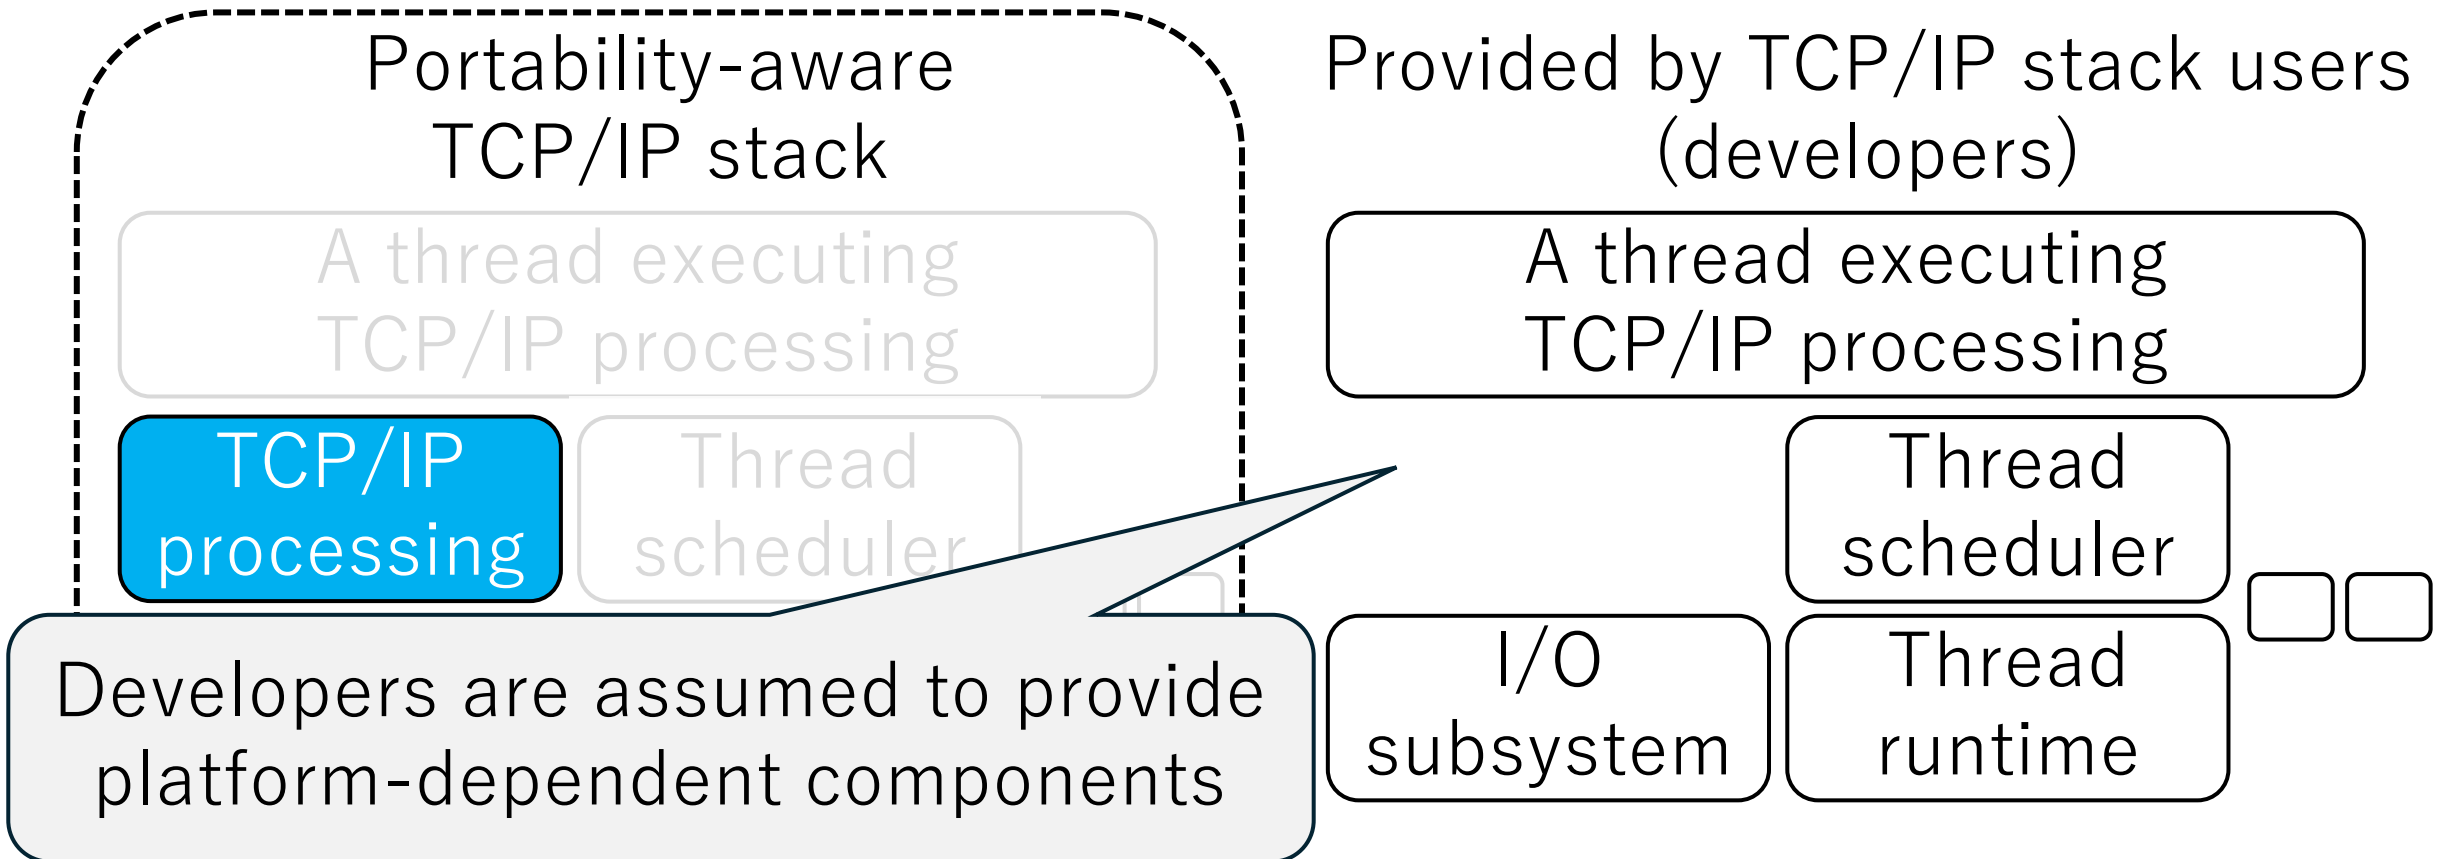 Portability-aware
TCP/IP stack
A thread executing
TCP/IP processing
TCP/IP
processing
Thread
scheduler
Developers are assumed to provide
platform-dependent components
Provided by TCP/IP stack users
(developers)
A thread executing
TCP/IP processing
Thread
scheduler
I/O
subsystem
Thread
runtime